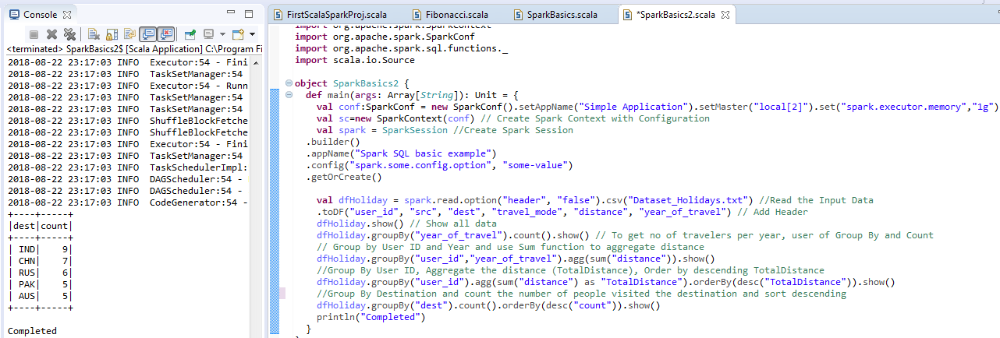 Console
<terminated> SparkBasics2$ [Scala Application] C:\Program Fi
2018-08-22 23:17:03 INFO  Executor:54 - Fini
2018-08-22 23:17:03 INFO  TaskSetManager:54
2018-08-22 23:17:03 INFO  Executor:54 - Runn
2018-08-22 23:17:03 INFO  TaskSetManager:54
2018-08-22 23:17:03 INFO  TaskSetManager:54
2018-08-22 23:17:03 INFO  ShuffleBlockFetche
2018-08-22 23:17:03 INFO  ShuffleBlockFetche
2018-08-22 23:17:03 INFO  Executor:54 - Fini
2018-08-22 23:17:03 INFO  TaskSetManager:54
2018-08-22 23:17:03 INFO  TaskSchedulerImpl:
2018-08-22 23:17:03 INFO  DAGScheduler:54 -
2018-08-22 23:17:03 INFO  DAGScheduler:54 -
2018-08-22 23:17:03 INFO  CodeGenerator:54 -
+----+-----+
|dest|count|
+----+-----+
| IND|    9|
| CHN|    7|
| RUS|    6|
| PAK|    5|
| AUS|    5|
+----+-----+
Completed
FirstScalaSparkProj.scala
Fibonacci.scala
SparkBasics.scala
*SparkBasics2.scala
import org.apache.spark.SparkContext
import org.apache.spark.SparkConf
import org.apache.spark.sql.functions._
import scala.io.Source
object SparkBasics2 {
def main(args: Array[String]): Unit = {
val conf:SparkConf = new SparkConf().setAppName("Simple Application").setMaster("local[2]").set("spark.executor.memory","1g")
val sc=new SparkContext(conf) // Create Spark Context with Configuration
val spark = SparkSession //Create Spark Session
.builder()
.appName("Spark SQL basic example")
.config("spark.some.config.option", "some-value")
.getOrCreate()
val dfHoliday = spark.read.option("header", "false").csv("Dataset_Holidays.txt") //Read the Input Data
.toDF("user_id", "src", "dest", "travel_mode", "distance", "year_of_travel") // Add Header
dfHoliday.show() // Show all data
dfHoliday.groupBy("year_of_travel").count().show() // To get no of travelers per year, user of Group By and Count
// Group by User ID and Year and use Sum function to aggregate distance
dfHoliday.groupBy("user_id","year_of_travel").agg(sum("distance")).show()
//Group By User ID, Aggregate the distance (TotalDistance), Order by descending TotalDistance
dfHoliday.groupBy("user_id").agg(sum("distance") as "TotalDistance").orderBy(desc("TotalDistance")).show()
//Group By Destination and count the number of people visited the destination and sort descending
dfHoliday.groupBy("dest").count().orderBy(desc("count")).show()
println("Completed")
}